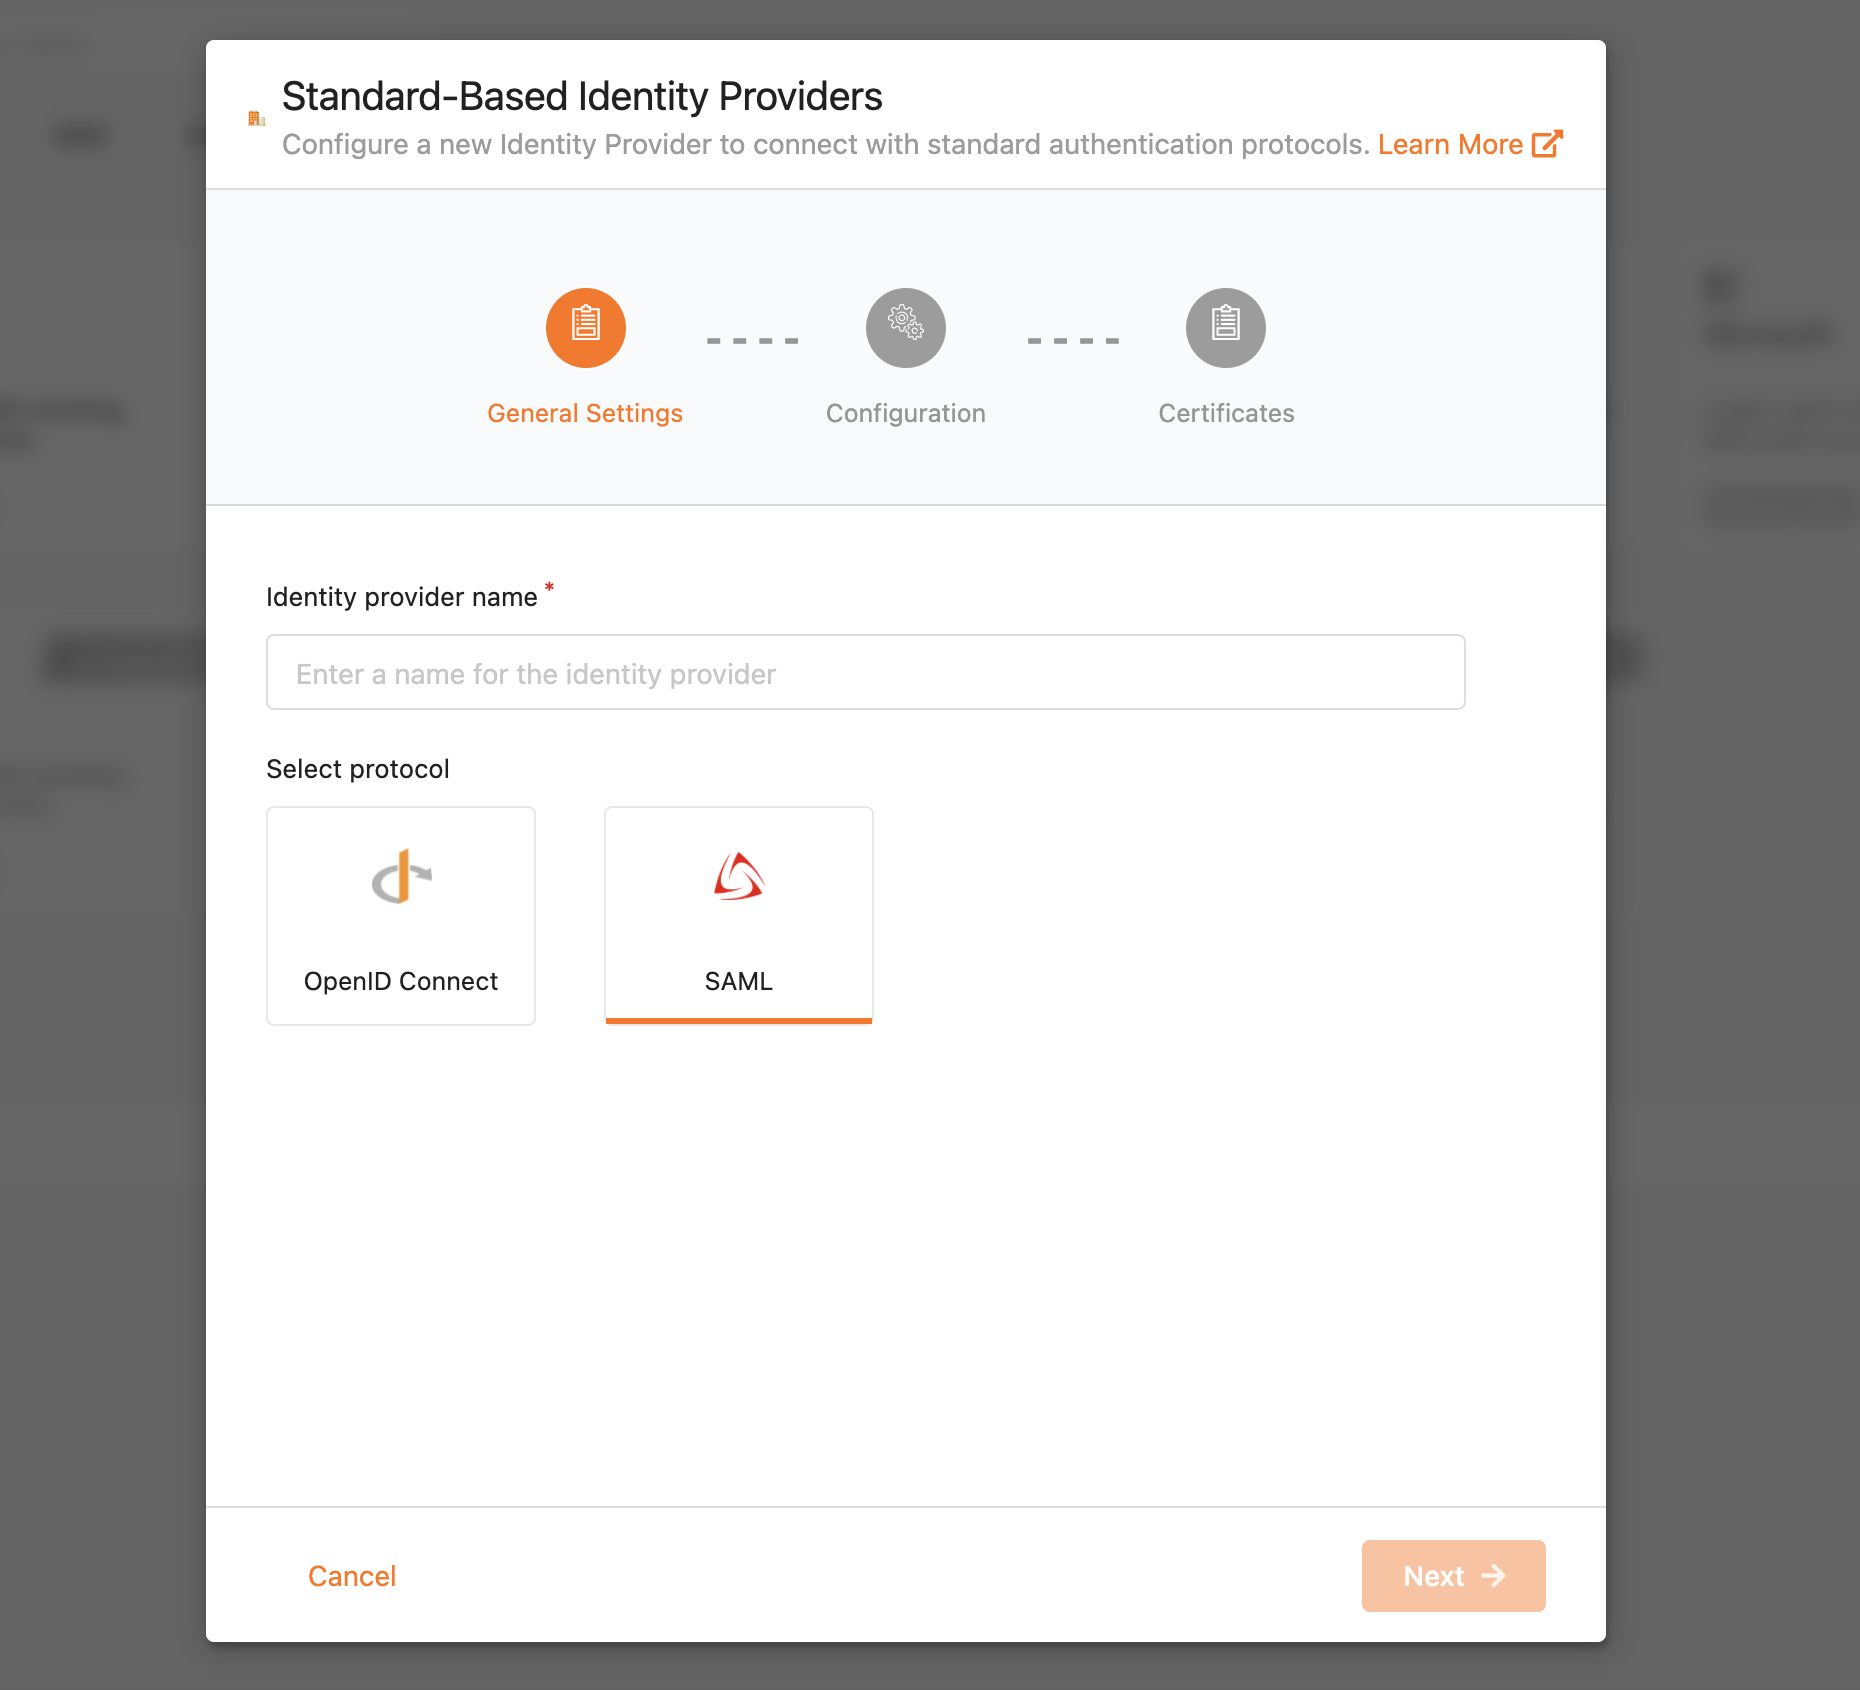 Standard-Based Identity Providers
Configure a new Identity Provider to connect with standard authentication protocols. Learn More
General Settings
Configuration
Certificates
Identity provider name *
Enter a name for the identity provider
Select protocol
OpenID Connect
SAML
Cancel
Next